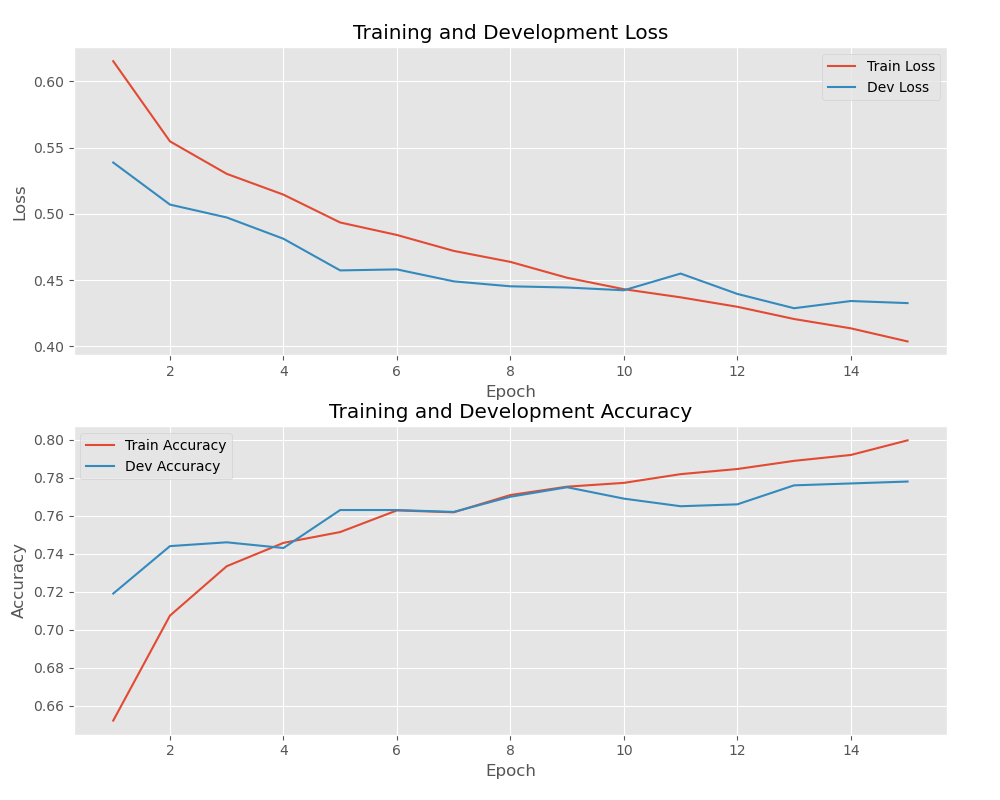 Training and Development Loss
Train Loss
Dev Loss
0.60
0.55
0.50
0.45
0.40
Loss
2 4 6 8 10 12 14
Epoch
Training and Development Accuracy
Train Accuracy
Dev Accuracy
0.80
0.78
0.76
0.74
0.72
0.70
0.68
0.66
Accuracy
2 4 6 8 10 12 14
Epoch